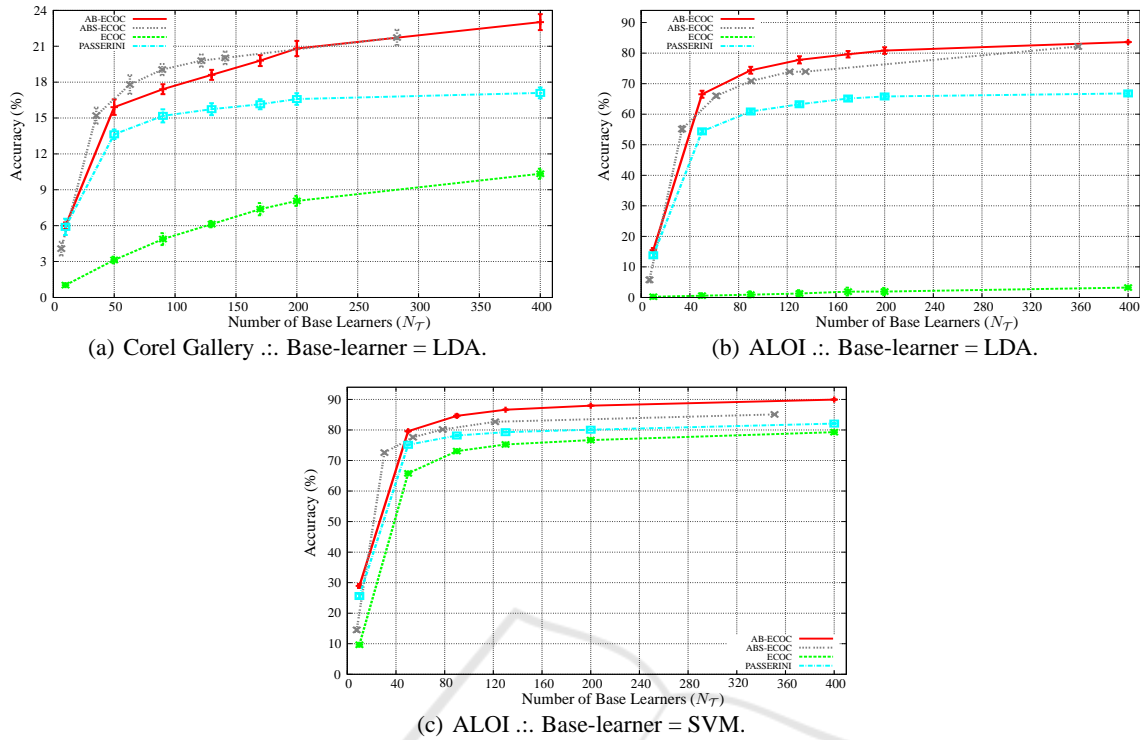 24
21
18
15
12
9
6
3
0
Accuracy (%)
AB-ECOC
ABS-ECOC
ECOC
PASSERINI
0 50 100 150 200 250 300 350 400
Number of Base Learners (N𝒯)
(a) Corel Gallery .:. Base-learner = LDA.
90
80
70
60
50
40
30
20
10
0
Accuracy (%)
AB-ECOC
ABS-ECOC
ECOC
PASSERINI
0 40 80 120 160 200 240 280 320 360 400
Number of Base Learners (N𝒯)
(b) ALOI .:. Base-learner = LDA.
90
80
70
60
50
40
30
20
10
0
Accuracy (%)
AB-ECOC
ABS-ECOC
ECOC
PASSERINI
0 40 80 120 160 200 240 280 320 360 400
Number of Base Learners (N𝒯)
(c) ALOI .:. Base-learner = SVM.